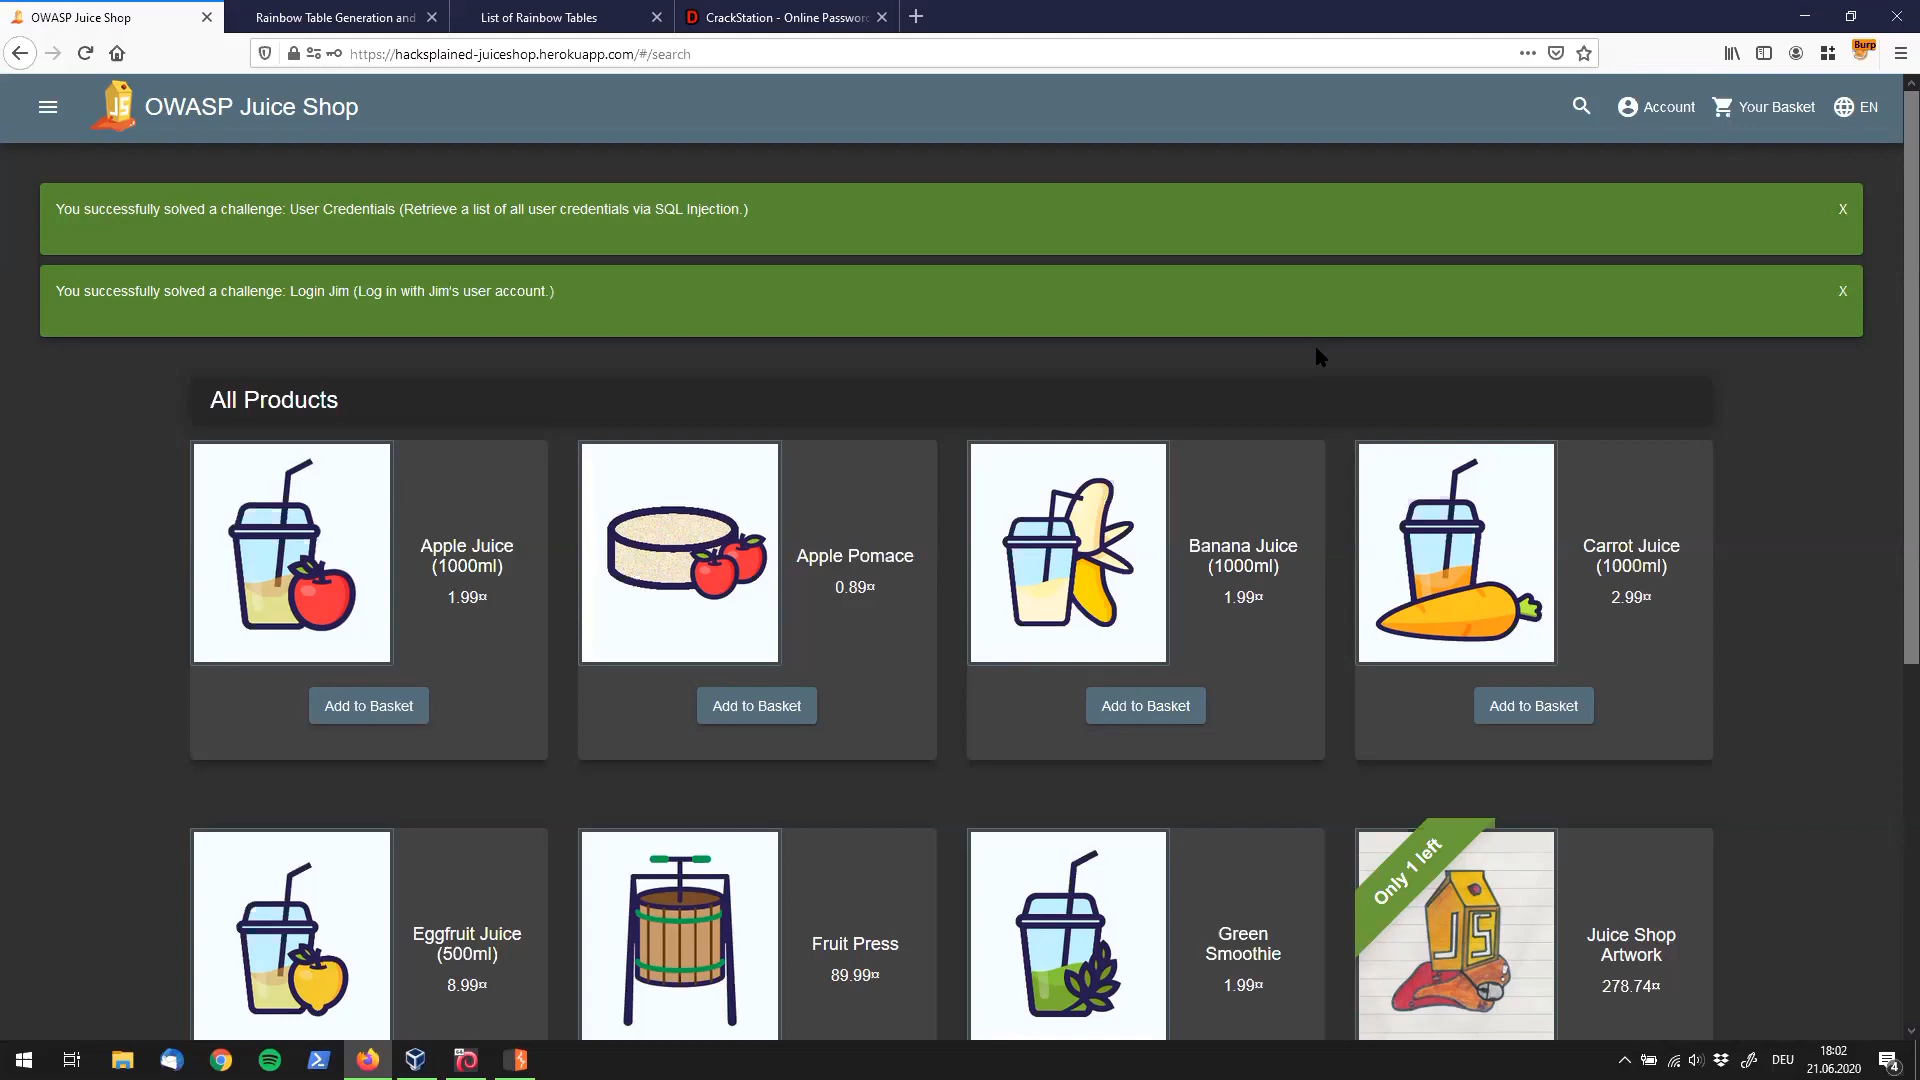 OWASP Juice Shop
Rainbow Table Generation and
List of Rainbow Tables
D
CrackStation - Online Passwor
https://hacksplained-juiceshop.herokuapp.com/#/search
Burp
JS
OWASP Juice Shop
Account
Your Basket
EN
You successfully solved a challenge: User Credentials (Retrieve a list of all user credentials via SQL Injection.)
X
You successfully solved a challenge: Login Jim (Log in with Jim's user account.)
X
All Products
Apple Juice
(1000ml)
1.99¤
Add to Basket
Apple Pomace
0.89¤
Add to Basket
Banana Juice
(1000ml)
1.99¤
Add to Basket
Carrot Juice
(1000ml)
2.99¤
Add to Basket
Eggfruit Juice
(500ml)
8.99¤
Fruit Press
89.99¤
Green
Smoothie
1.99¤
Only 1 left
JS
Juice Shop
Artwork
278.74¤
DEU
18:02
21.06.2020
4